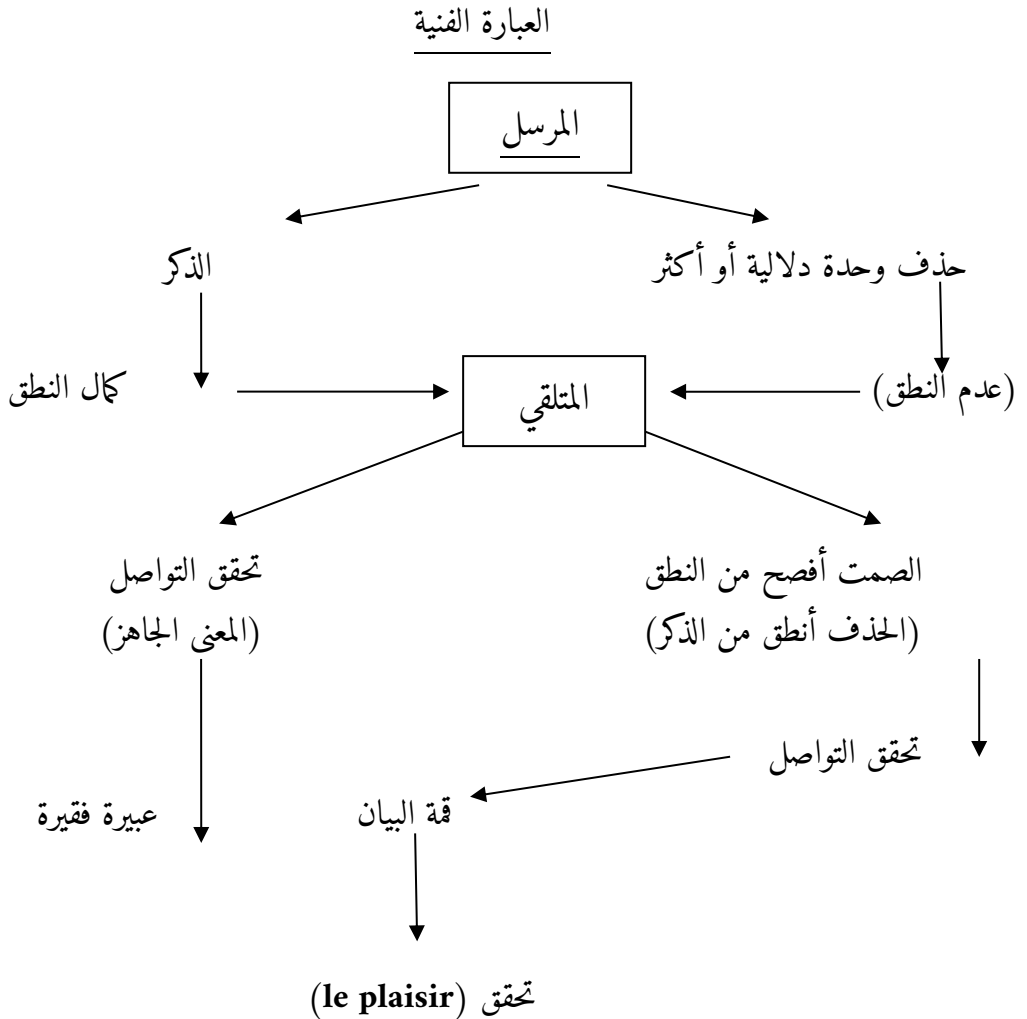 العبارة الفنية
المرسل
حذف وحدة دلالية أو أكثر
الذكر
(عدم النطق)
المتلقي
كمال النطق
الصمت أفصح من النطق
(الحذف أنطق من الذكر)
تحقق التواصل
(المعنى الجاهز)
تحقق التواصل
قمة البيان
عبيرة فقيرة
تحقق (le plaisir)